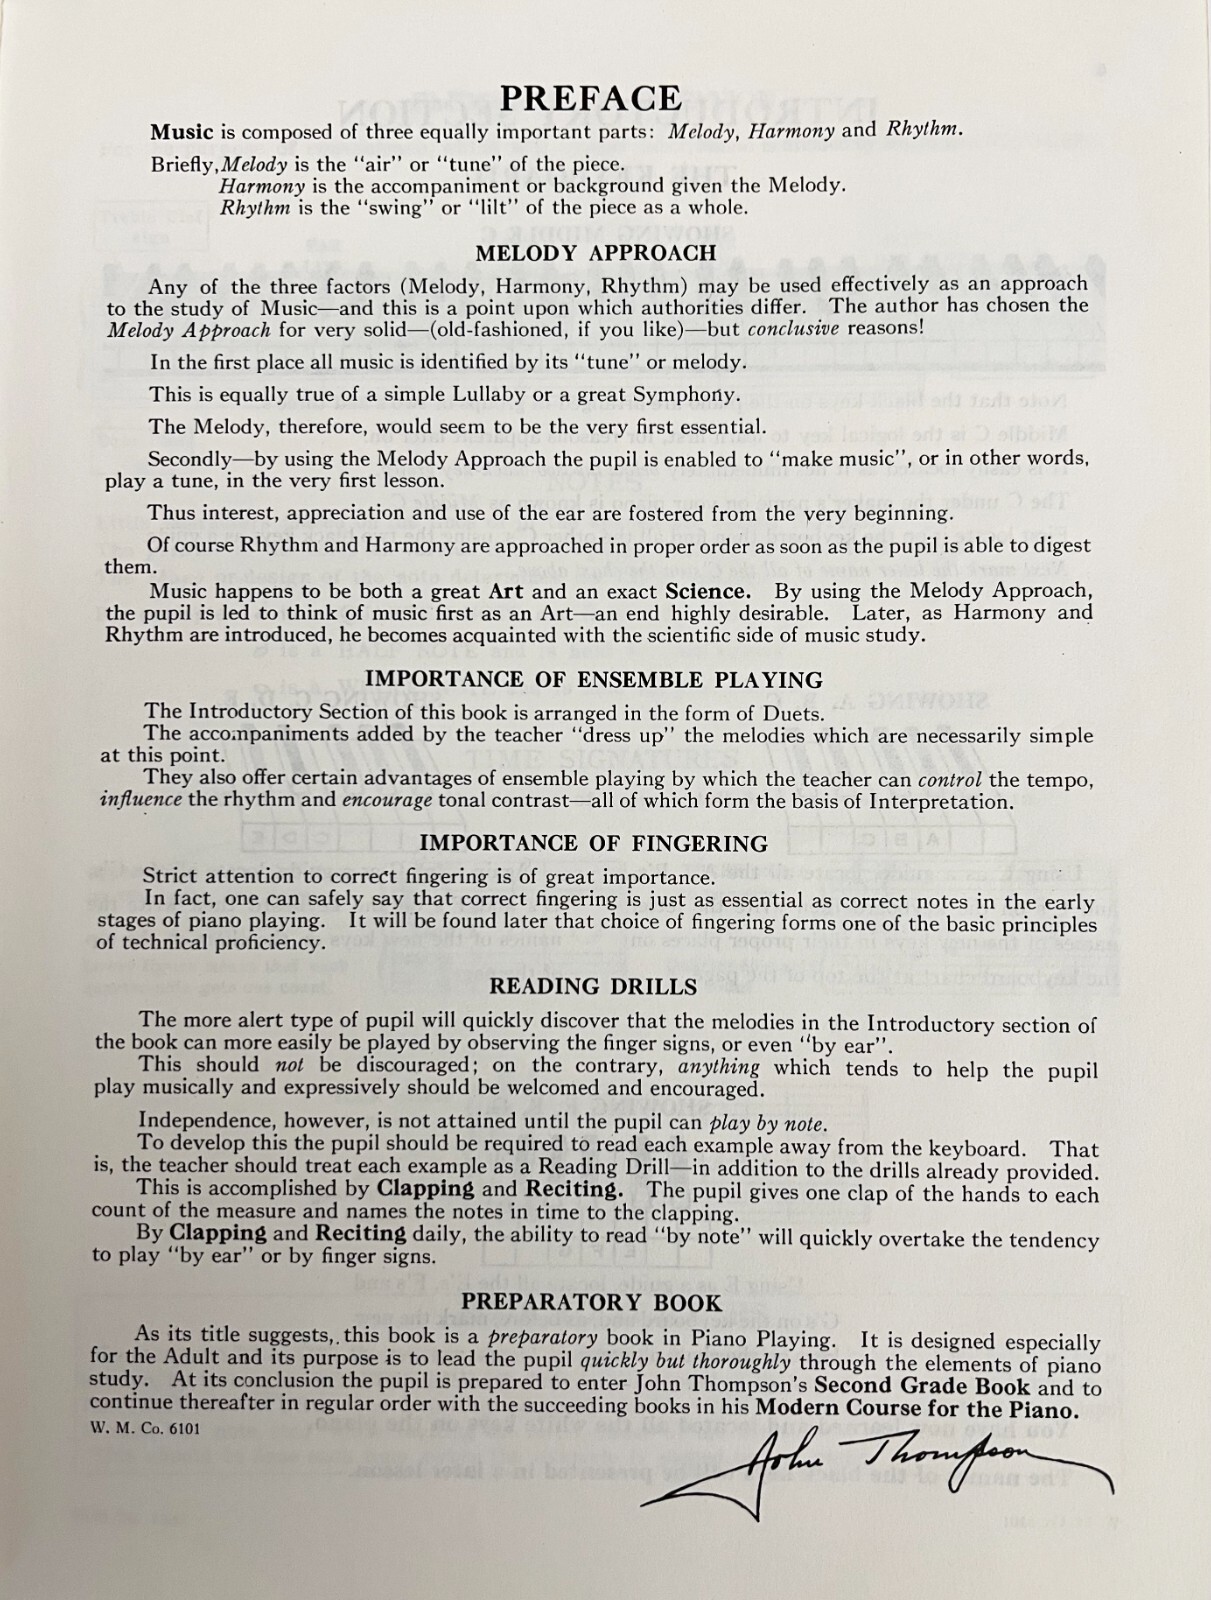 PREFACE
Music is composed of three equally important parts: Melody, Harmony and Rhythm.
Briefly, Melody is the "air" or "tune" of the piece.
Harmony is the accompaniment or background given the Melody.
Rhythm is the "swing" or "lilt" of the piece as a whole.
MELODY APPROACH
Any of the three factors (Melody, Harmony, Rhythm) may be used effectively as an approach
to the study of Music—and this is a point upon which authorities differ. The author has chosen the
Melody Approach for very solid—(old-fashioned, if you like)—but conclusive reasons!
In the first place all music is identified by its "tune" or melody.
This is equally true of a simple Lullaby or a great Symphony.
The Melody, therefore, would seem to be the very first essential.
Secondly—by using the Melody Approach the pupil is enabled to "make music", or in other words,
play a tune, in the very first lesson.
Thus interest, appreciation and use of the ear are fostered from the very beginning.
Of course Rhythm and Harmony are approached in proper order as soon as the pupil is able to digest
them.
Music happens to be both a great Art and an exact Science. By using the Melody Approach,
the pupil is led to think of music first as an Art—an end highly desirable. Later, as Harmony and
Rhythm are introduced, he becomes acquainted with the scientific side of music study.
IMPORTANCE OF ENSEMBLE PLAYING
The Introductory Section of this book is arranged in the form of Duets.
The accompaniments added by the teacher "dress up" the melodies which are necessarily simple
at this point.
They also offer certain advantages of ensemble playing by which the teacher can control the tempo,
influence the rhythm and encourage tonal contrast—all of which form the basis of Interpretation.
IMPORTANCE OF FINGERING
Strict attention to correct fingering is of great importance.
In fact, one can safely say that correct fingering is just as essential as correct notes in the early
stages of piano playing. It will be found later that choice of fingering forms one of the basic principles
of technical proficiency.
READING DRILLS
The more alert type of pupil will quickly discover that the melodies in the Introductory section of
the book can more easily be played by observing the finger signs, or even "by ear".
This should not be discouraged; on the contrary, anything which tends to help the pupil
play musically and expressively should be welcomed and encouraged.
Independence, however, is not attained until the pupil can play by note.
To develop this the pupil should be required to read each example away from the keyboard. That
is, the teacher should treat each example as a Reading Drill—in addition to the drills already provided.
This is accomplished by Clapping and Reciting. The pupil gives one clap of the hands to each
count of the measure and names the notes in time to the clapping.
By Clapping and Reciting daily, the ability to read "by note" will quickly overtake the tendency
to play "by ear" or by finger signs.
PREPARATORY BOOK
As its title suggests, this book is a preparatory book in Piano Playing. It is designed especially
for the Adult and its purpose is to lead the pupil quickly but thoroughly through the elements of piano
study. At its conclusion the pupil is prepared to enter John Thompson's Second Grade Book and to
continue thereafter in regular order with the succeeding books in his Modern Course for the Piano.
W. M. Co. 6101
John Thompson